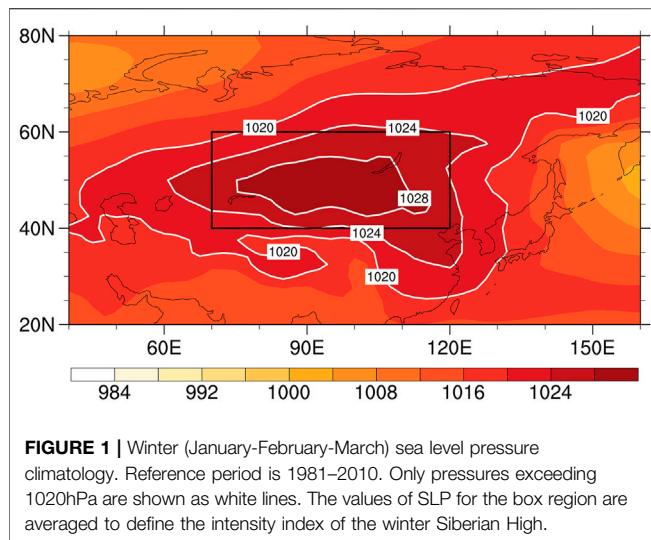 80N
60N
40N
20N
1020
1024
1020
1028
1024
1020
1020
60E 90E 120E 150E
984 992 1000 1008 1016 1024
FIGURE 1 | Winter (January-February-March) sea level pressure
climatology. Reference period is 1981–2010. Only pressures exceeding
1020hPa are shown as white lines. The values of SLP for the box region are
averaged to define the intensity index of the winter Siberian High.